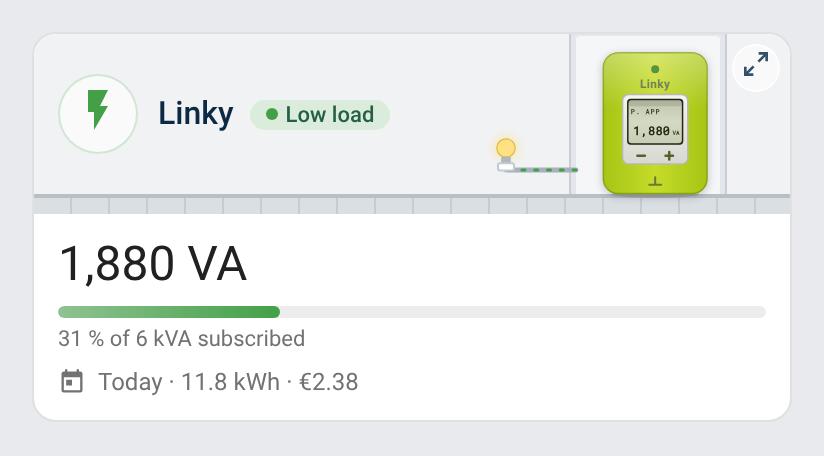 Linky
Low load
Linky
P. APP
1,880 VA
− +
1,880 VA
31 % of 6 kVA subscribed
Today · 11.8 kWh · €2.38